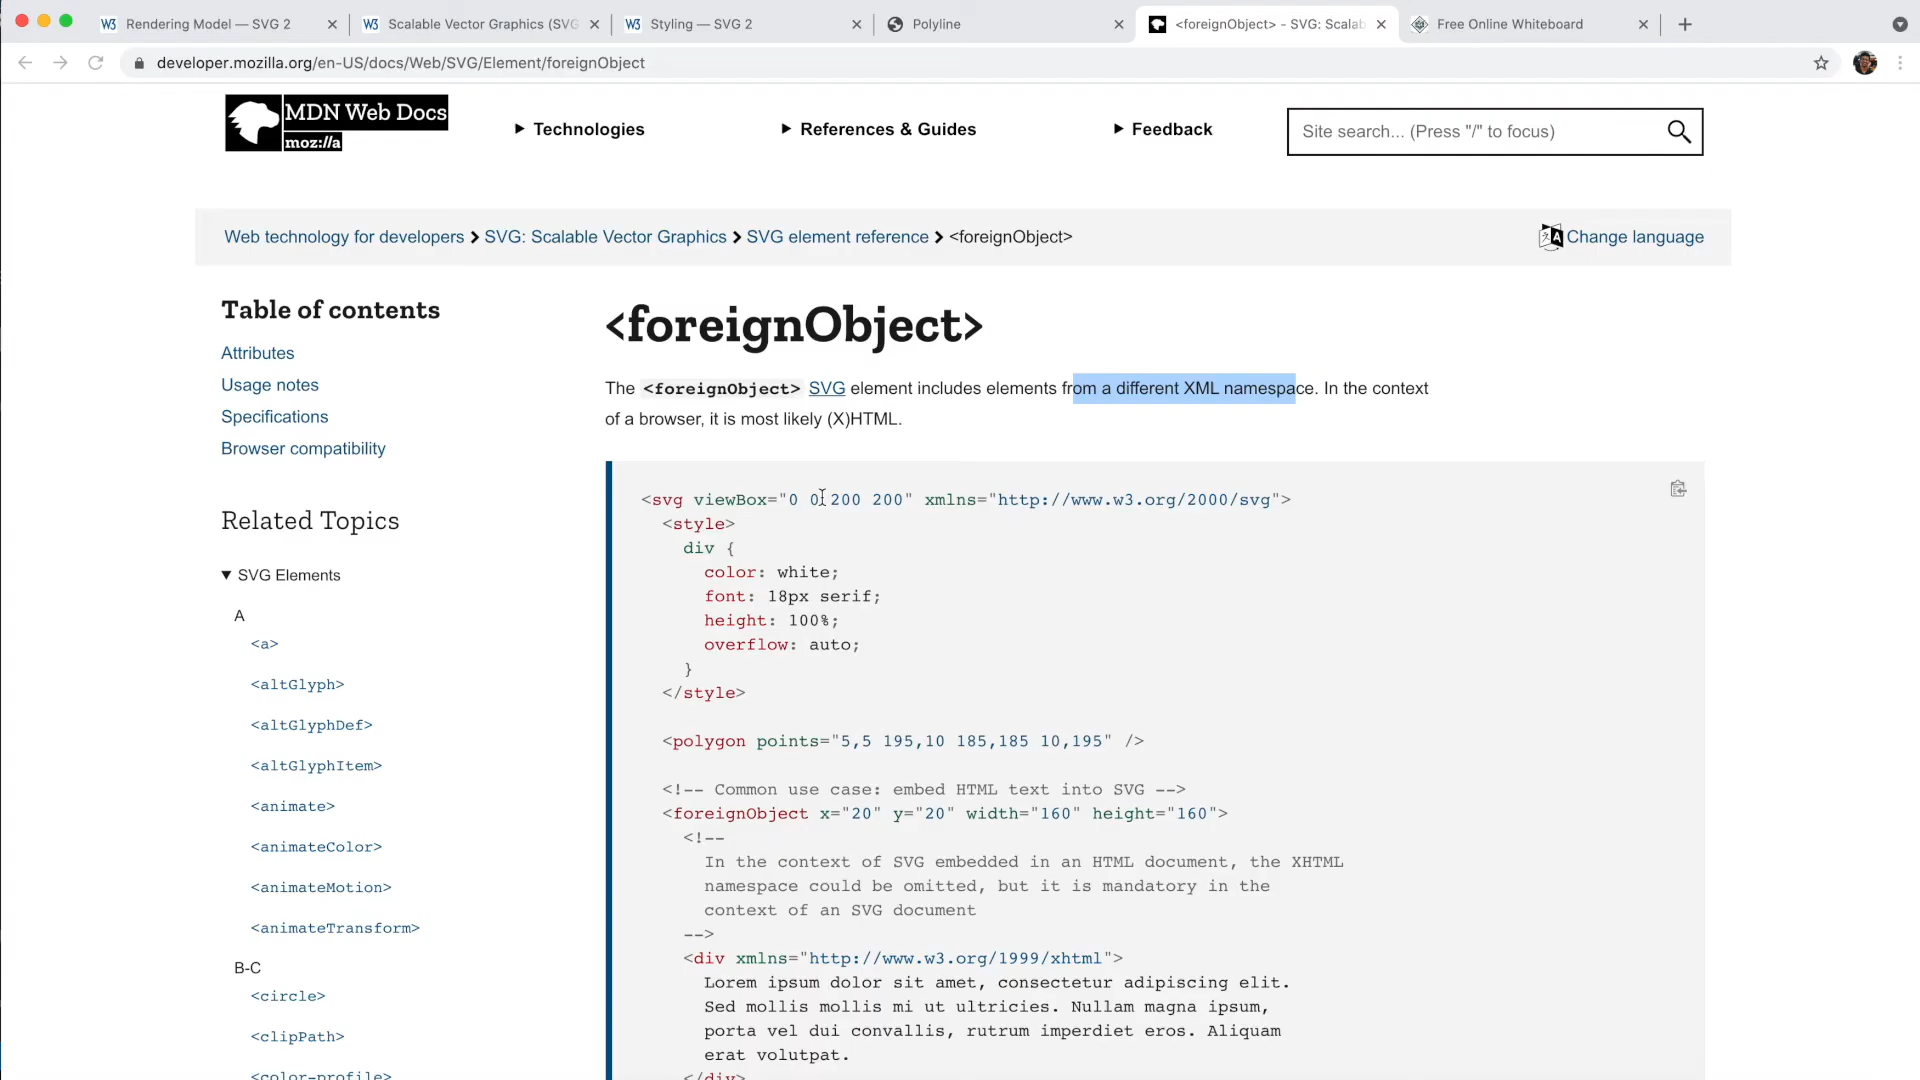 Rendering Model — SVG 2
Scalable Vector Graphics (SVG
Styling — SVG 2
Polyline
<foreignObject> - SVG: Scalab
Free Online Whiteboard
developer.mozilla.org/en-US/docs/Web/SVG/Element/foreignObject
MDN Web Docs
moz://a
Technologies
References & Guides
Feedback
Site search... (Press "/" to focus)
Web technology for developers > SVG: Scalable Vector Graphics > SVG element reference > <foreignObject>
Change language
Table of contents
Attributes
Usage notes
Specifications
Browser compatibility
Related Topics
SVG Elements
A
<a>
<altGlyph>
<altGlyphDef>
<altGlyphItem>
<animate>
<animateColor>
<animateMotion>
<animateTransform>
B-C
<circle>
<clipPath>
<color-profile>
<foreignObject>
The <foreignObject> SVG element includes elements from a different XML namespace. In the context
of a browser, it is most likely (X)HTML.
<svg viewBox="0 0 200 200" xmlns="http://www.w3.org/2000/svg">
<style>
div {
color: white;
font: 18px serif;
height: 100%;
overflow: auto;
}
</style>
<polygon points="5,5 195,10 185,185 10,195" />
<!-- Common use case: embed HTML text into SVG -->
<foreignObject x="20" y="20" width="160" height="160">
<!--
In the context of SVG embedded in an HTML document, the XHTML
namespace could be omitted, but it is mandatory in the
context of an SVG document
-->
<div xmlns="http://www.w3.org/1999/xhtml">
Lorem ipsum dolor sit amet, consectetur adipiscing elit.
Sed mollis mollis mi ut ultricies. Nullam magna ipsum,
porta vel dui convallis, rutrum imperdiet eros. Aliquam
erat volutpat.
</div>